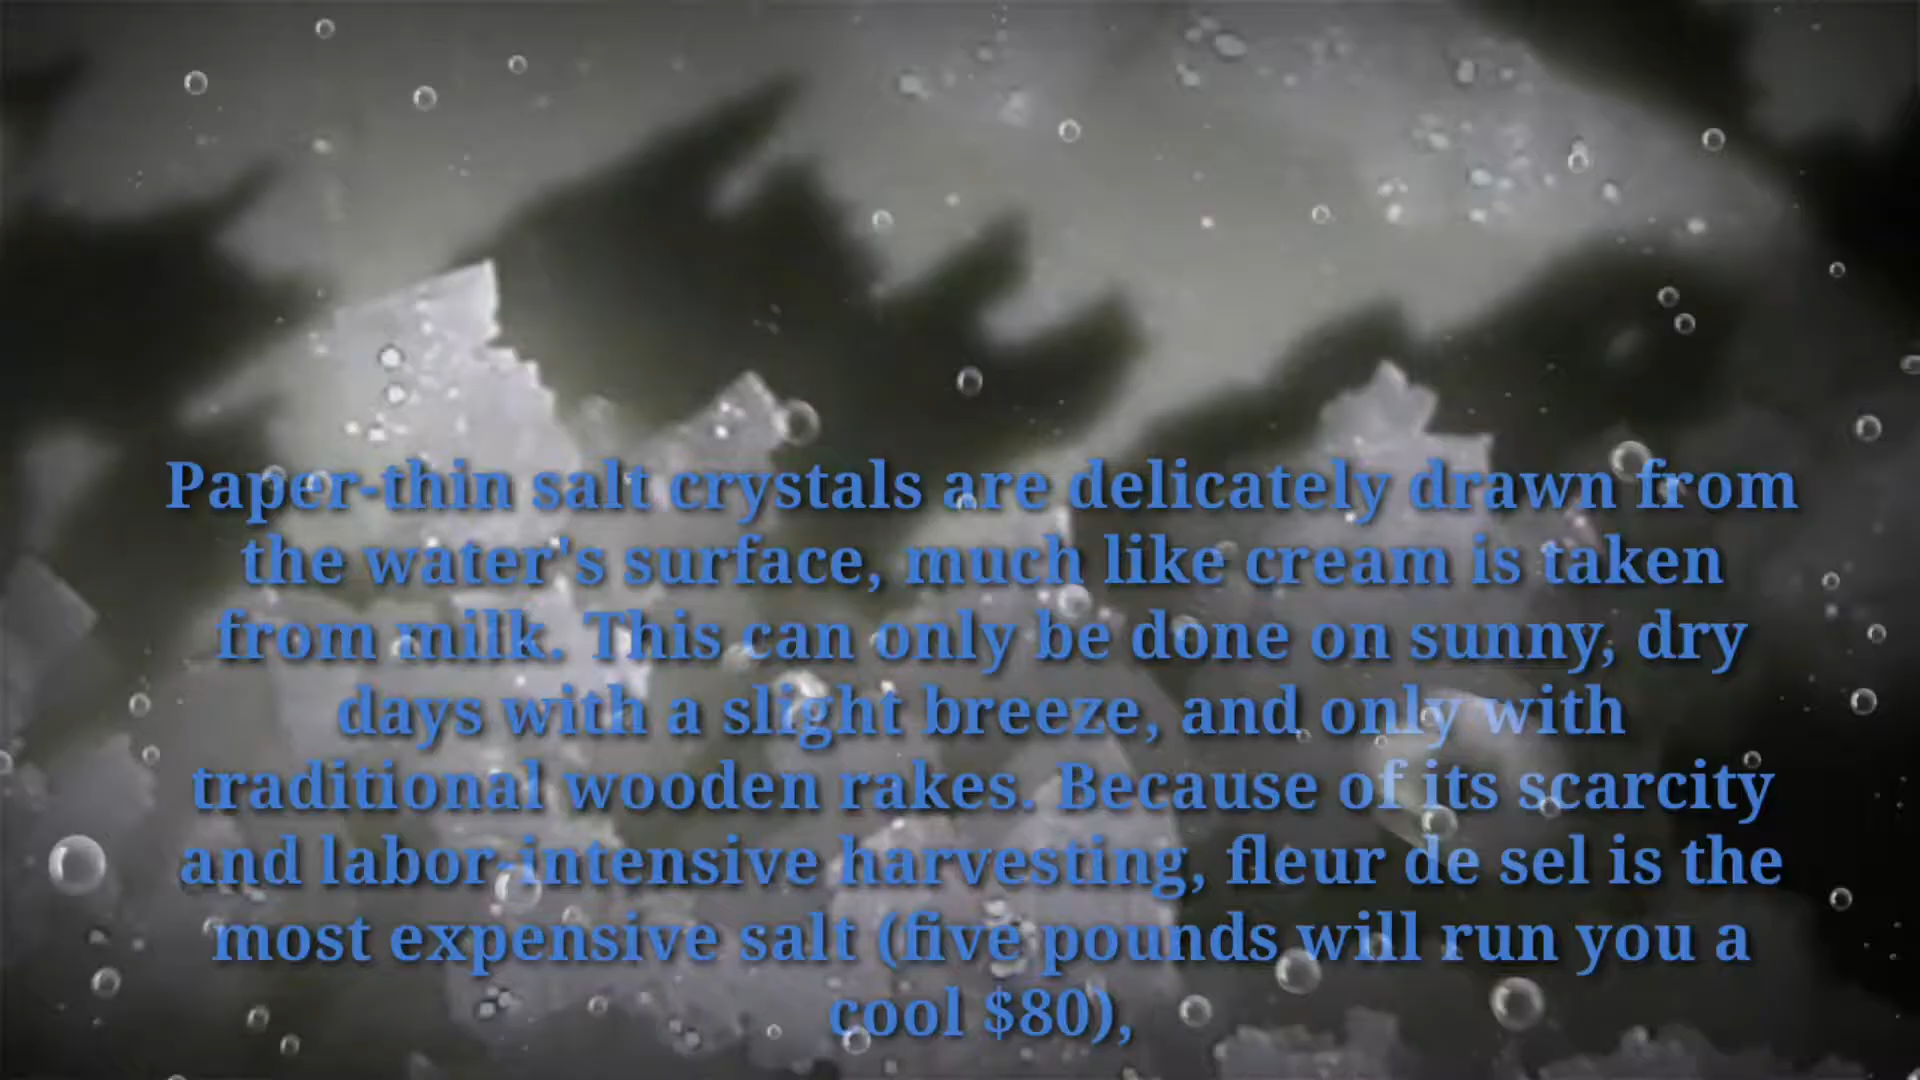 Paper-thin salt crystals are delicately drawn from
the water's surface, much like cream is taken
from milk. This can only be done on sunny, dry
days with a slight breeze, and only with
traditional wooden rakes. Because of its scarcity
and labor-intensive harvesting, fleur de sel is the
most expensive salt (five pounds will run you a
cool $80),